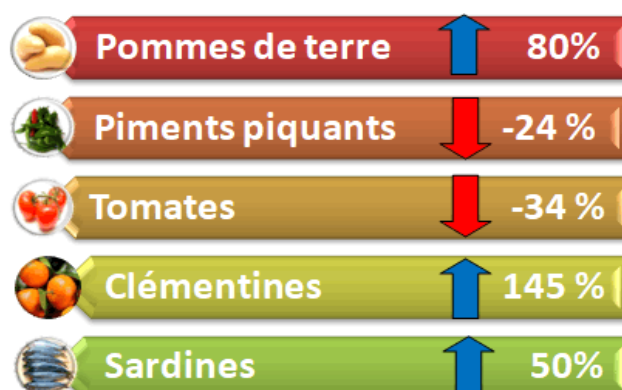 Pommes de terre 80%
Piments piquants -24 %
Tomates -34 %
Clémentines 145 %
Sardines 50%